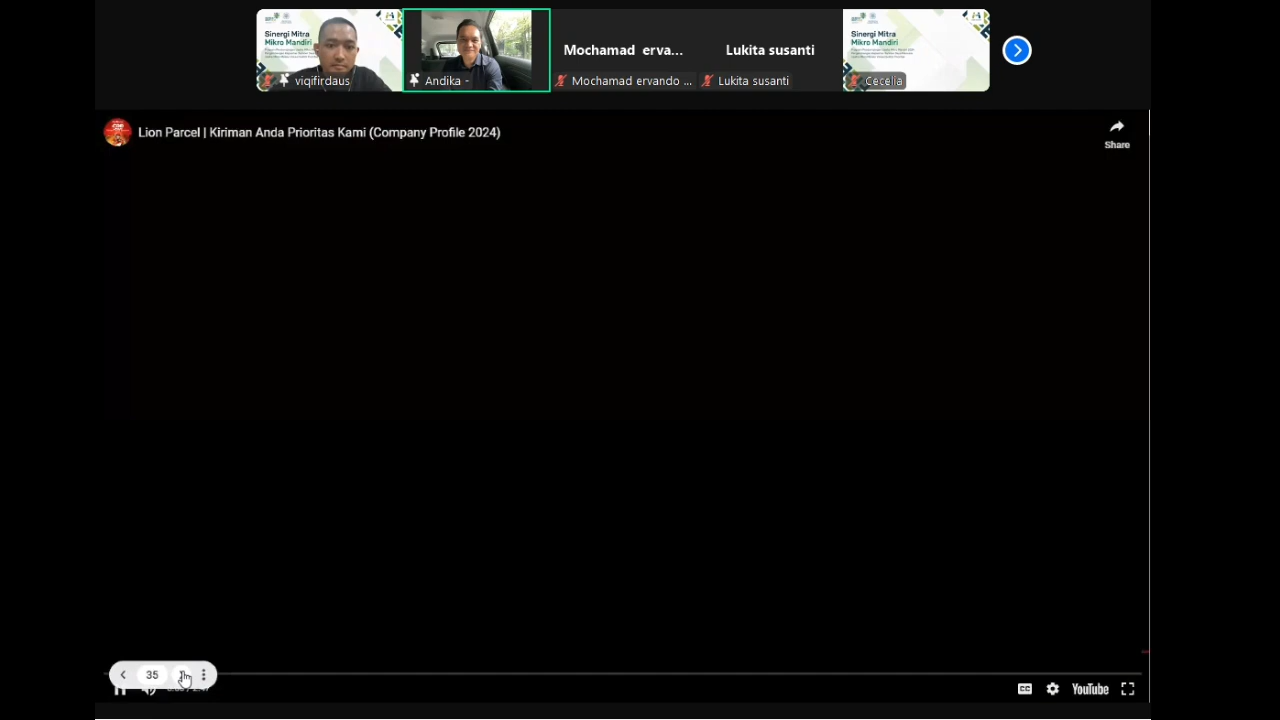 Sinergi Mitra
Mikro Mandiri
viqifirdaus
Andika -
Mochamad erva...
Mochamad ervando ...
Lukita susanti
Lukita susanti
Sinergi Mitra
Mikro Mandiri
Cecelia
Lion Parcel | Kiriman Anda Prioritas Kami (Company Profile 2024)
Share
35
CC
YouTube